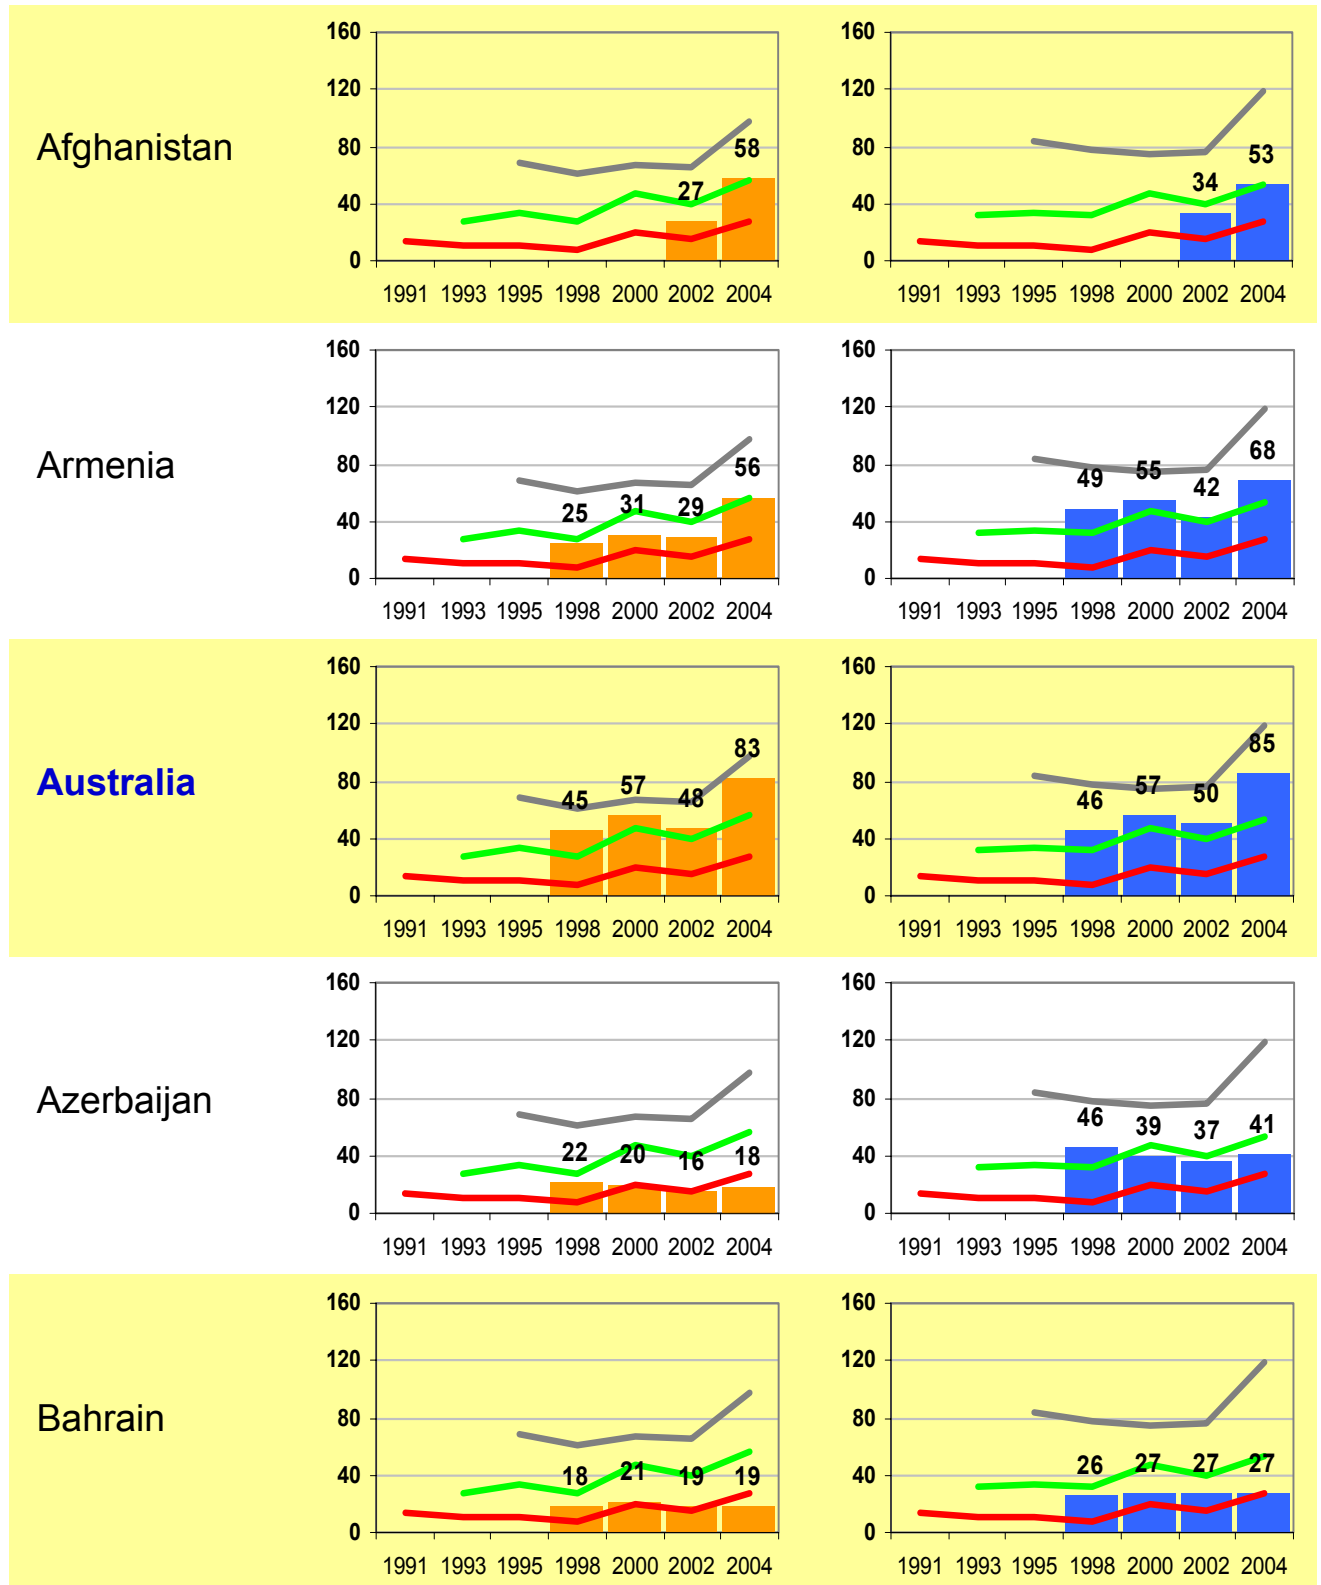 160 160
120 120
Afghanistan 80 58 80 53
27 34
40 40
0 0
1991 1993 1995 1998 2000 2002 2004 1991 1993 1995 1998 2000 2002 2004
160 160
120 120
Armenia 80 56 80 68
25 31 29 49 55 42
40 40
0 0
1991 1993 1995 1998 2000 2002 2004 1991 1993 1995 1998 2000 2002 2004
160 160
120 120
83 85
Australia 80 45 57 48 80 46 57 50
40 40
0 0
1991 1993 1995 1998 2000 2002 2004 1991 1993 1995 1998 2000 2002 2004
160 160
120 120
Azerbaijan 80 80
22 20 16 18 46 39 37 41
40 40
0 0
1991 1993 1995 1998 2000 2002 2004 1991 1993 1995 1998 2000 2002 2004
160 160
120 120
Bahrain 80 80
18 21 19 19 26 27 27 27
40 40
0 0
1991 1993 1995 1998 2000 2002 2004 1991 1993 1995 1998 2000 2002 2004